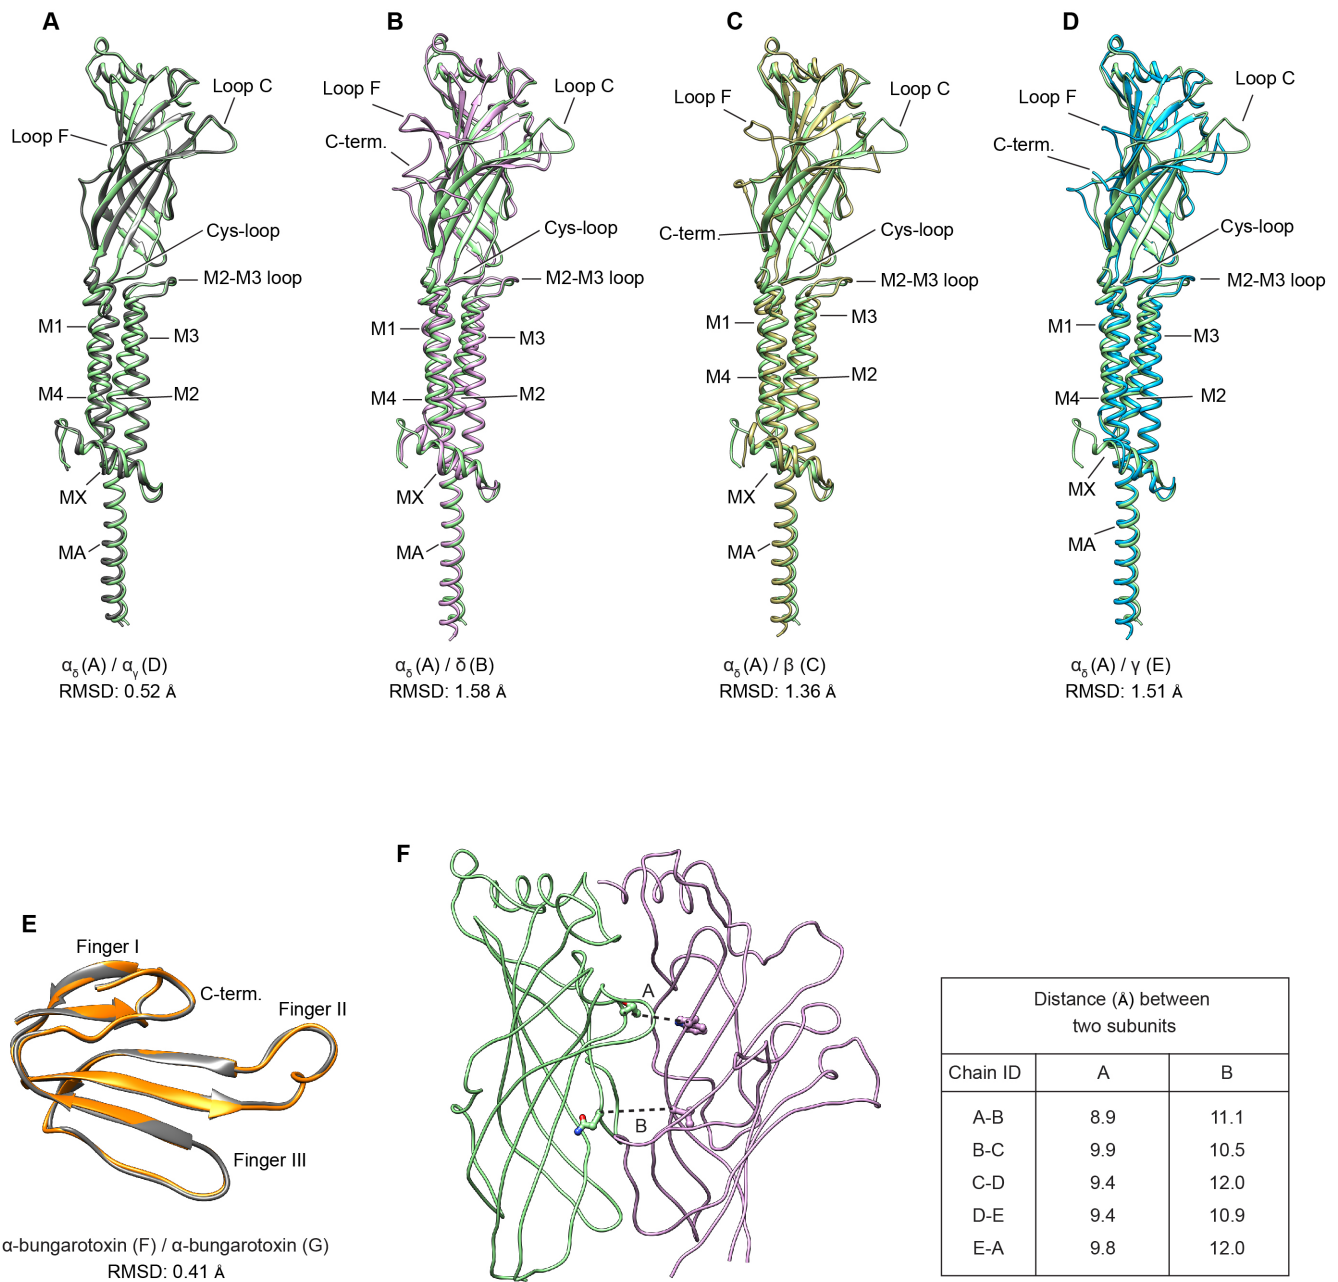 A
Loop C
Loop F
Cys-loop
M2-M3 loop
M1
M3
M4
M2
MX
MA
αδ (A) / αγ (D)
RMSD: 0.52 Å
B
Loop F
Loop C
C-term.
Cys-loop
M2-M3 loop
M1
M3
M4
M2
MX
MA
αδ (A) / δ (B)
RMSD: 1.58 Å
C
Loop F
Loop C
C-term.
Cys-loop
M2-M3 loop
M1
M3
M4
M2
MX
MA
αδ (A) / β (C)
RMSD: 1.36 Å
D
Loop F
Loop C
C-term.
Cys-loop
M2-M3 loop
M1
M3
M4
M2
MX
MA
αδ (A) / γ (E)
RMSD: 1.51 Å
E
Finger I
C-term.
Finger II
Finger III
α-bungarotoxin (F) / α-bungarotoxin (G)
RMSD: 0.41 Å
F
A
B
Distance (Å) between
two subunits
Chain ID A B
A-B 8.9 11.1
B-C 9.9 10.5
C-D 9.4 12.0
D-E 9.4 10.9
E-A 9.8 12.0